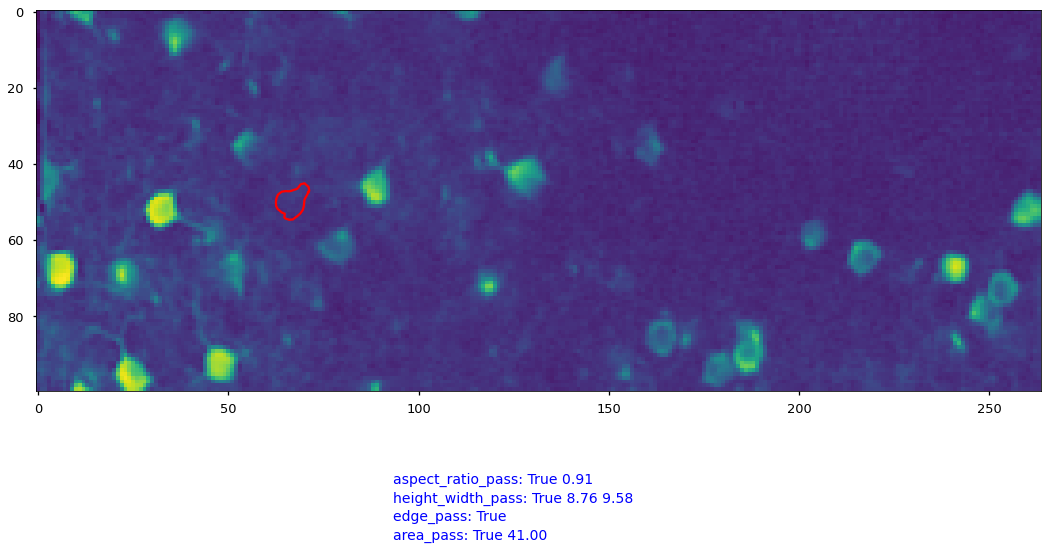 0
20
40
60
80
0 50 100 150 200 250
aspect_ratio_pass: True 0.91
height_width_pass: True 8.76 9.58
edge_pass: True
area_pass: True 41.00